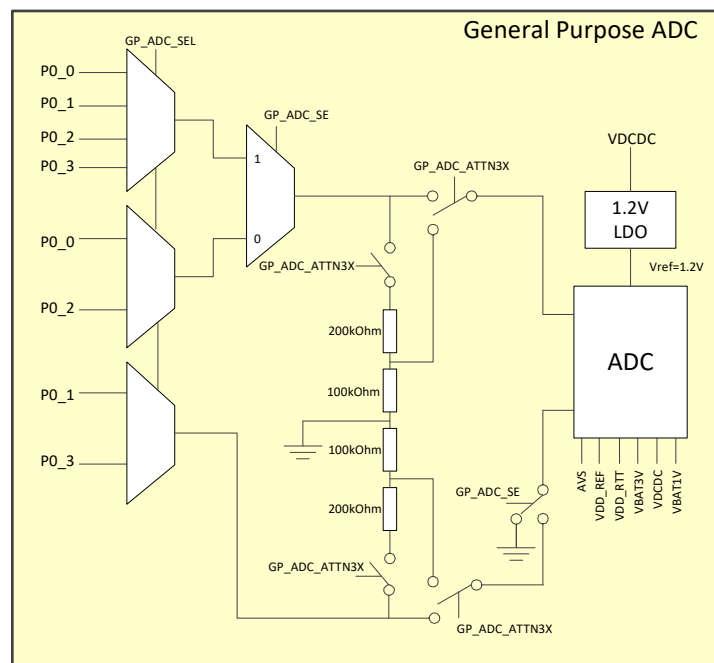 General Purpose ADC
GP_ADC_SEL
P0_0
P0_1
P0_2
P0_3
GP_ADC_SE
1
0
P0_0
P0_2
P0_1
P0_3
GP_ADC_ATTN3X
GP_ADC_ATTN3X
200kOhm
100kOhm
100kOhm
200kOhm
GP_ADC_ATTN3X
GP_ADC_ATTN3X
GP_ADC_SE
VDCDC
1.2V
LDO
Vref=1.2V
ADC
AVS
VDD_REF
VDD_RTT
VBAT3V
VDCDC
VBAT1V